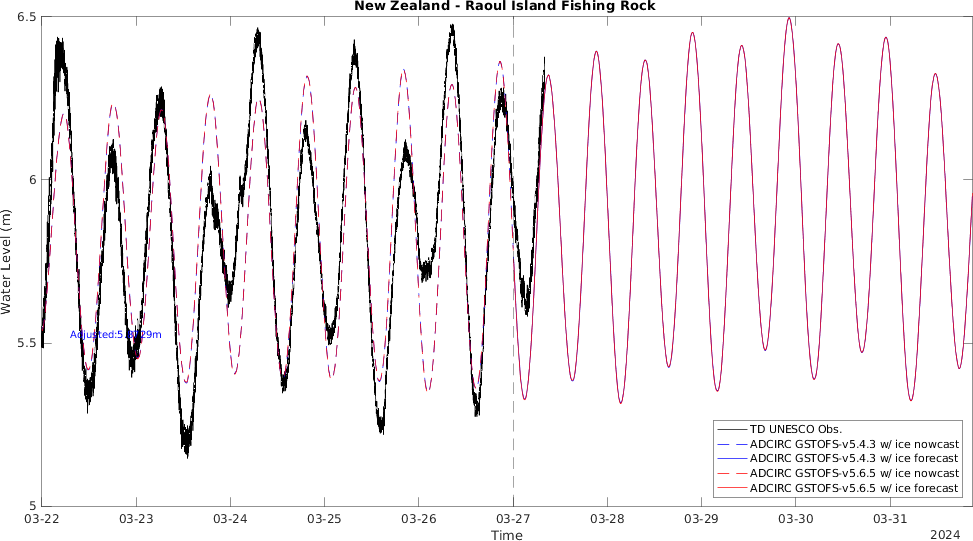 New Zealand - Raoul Island Fishing Rock
6.5
6
5.5
5
Water Level (m)
03-22
03-23
03-24
03-25
03-26
03-27
03-28
03-29
03-30
03-31
Time
2024
TD UNESCO Obs.
ADCIRC GSTOFS-v5.4.3 w/ ice nowcast
ADCIRC GSTOFS-v5.4.3 w/ ice forecast
ADCIRC GSTOFS-v5.6.5 w/ ice nowcast
ADCIRC GSTOFS-v5.6.5 w/ ice forecast